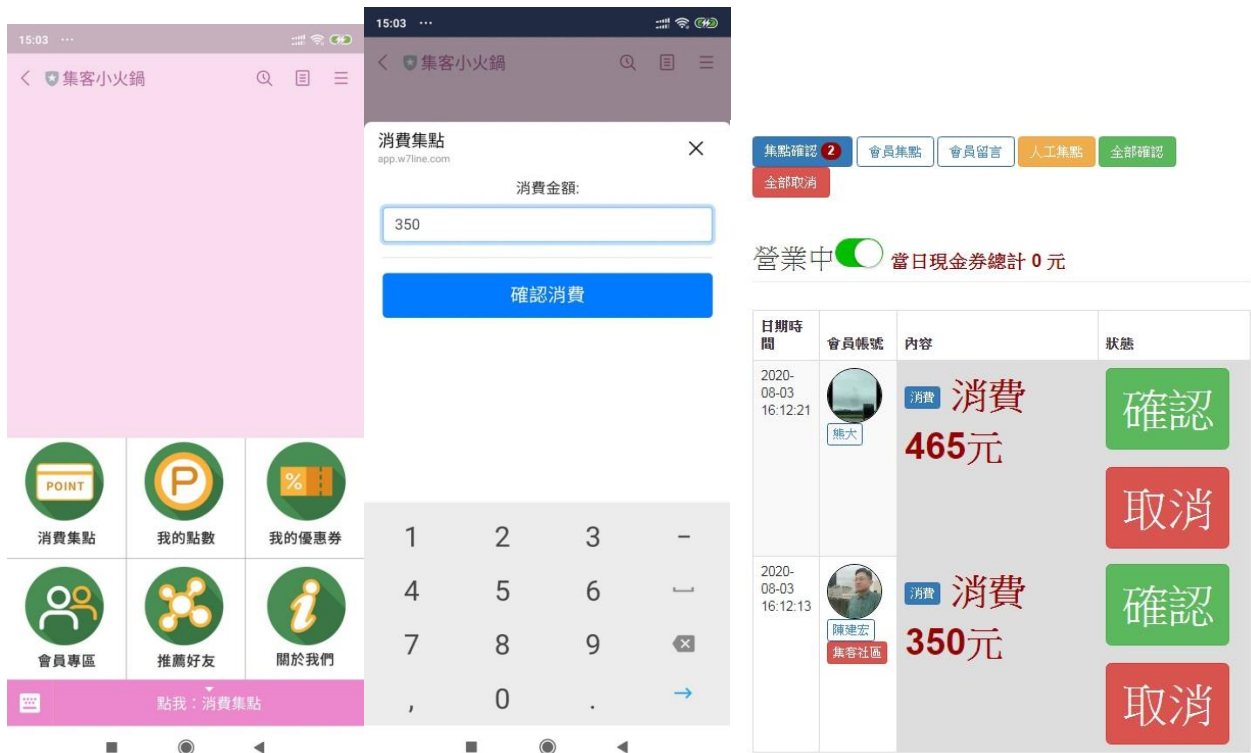 15:03 ...
集客小火鍋
POINT
P
%
消費集點
我的點數
我的優惠券
i
會員專區
推薦好友
關於我們
點我：消費集點
15:03 ...
集客小火鍋
消費集點
app.w7line.com
消費金額:
350
確認消費
1 2 3 −
4 5 6
7 8 9
, 0 .
集點確認 2 會員集點 會員留言 人工集點 全部確認
全部取消
營業中 當日現金券總計 0 元
日期時
間 會員帳號 內容 狀態
2020-
08-03
16:12:21
熊大
消費 消費
465元
確認
取消
2020-
08-03
16:12:13
陳建宏
集客社區
消費 消費
350元
確認
取消